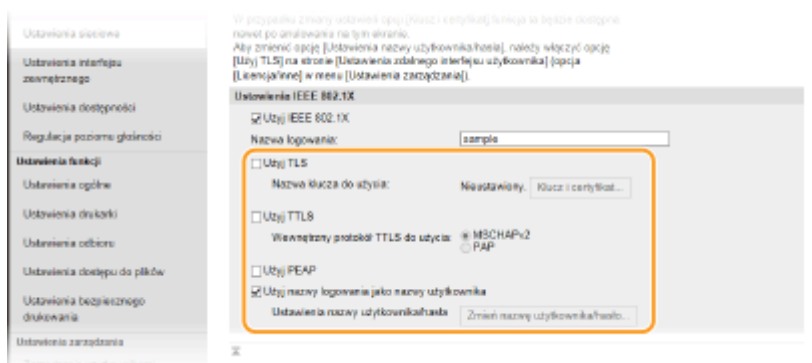 W przypadku zmiany ustawień opcji [Klucz i certyfikat] funkcja ta będzie dostępna
nawet po anulowaniu na tym ekranie.
Aby zmienić opcję [Ustawienia nazwy użytkownika/hasła], należy włączyć opcję
[Użyj TLS] na stronie [Ustawienia zdalnego interfejsu użytkownika] (opcja
[Licencja/Inne] w menu [Ustawienia zarządzania]).
Ustawienia sieciowe
Ustawienia interfejsu
zewnętrznego
Ustawienia dostępności
Regulacja poziomu głośności
Ustawienia funkcji
Ustawienia ogólne
Ustawienia drukarki
Ustawienia odbioru
Ustawienia dostępu do plików
Ustawienia bezpiecznego
drukowania
Ustawienia zarządzania
Ustawienia IEEE 802.1X
Użyj IEEE 802.1X
Nazwa logowania: sample
Użyj TLS
Nazwa klucza do użycia: Nieustawiony. Klucz i certyfikat...
Użyj TTLS
Wewnętrzny protokół TTLS do użycia: MSCHAPv2
PAP
Użyj PEAP
Użyj nazwy logowania jako nazwy użytkownika
Ustawienia nazwy użytkownika/hasła Zmień nazwę użytkownika/hasło...